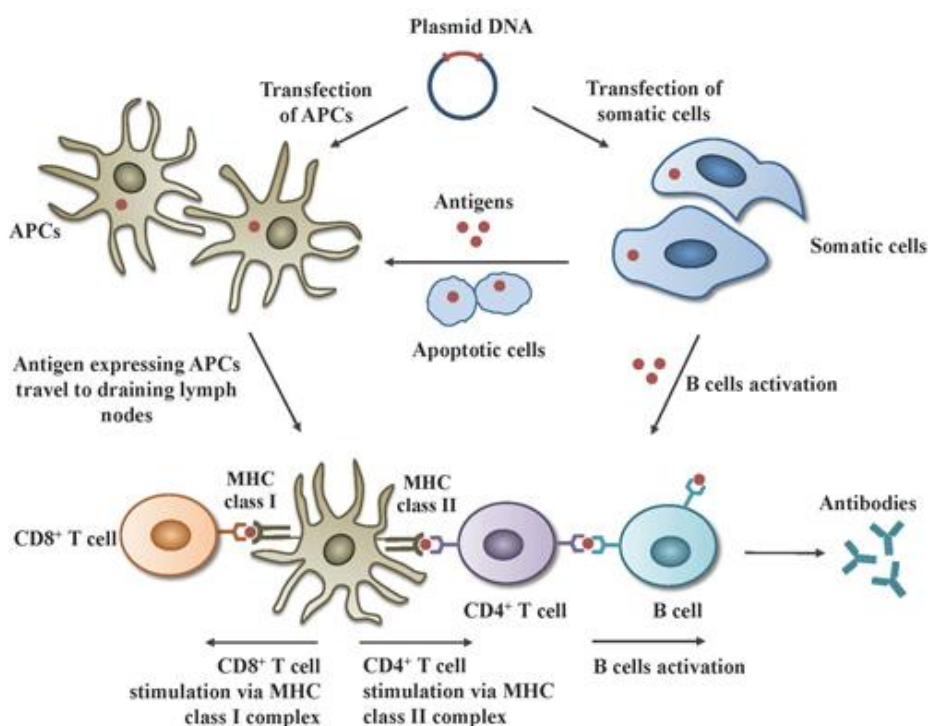 Plasmid DNA
Transfection
of APCs
Transfection of
somatic cells
APCs
Antigens
Somatic cells
Apoptotic cells
Antigen expressing APCs
travel to draining lymph
nodes
B cells activation
MHC
class I
MHC
class II
Antibodies
CD8⁺ T cell
CD4⁺ T cell
B cell
CD8⁺ T cell
stimulation via MHC
class I complex
CD4⁺ T cell
stimulation via MHC
class II complex
B cells activation